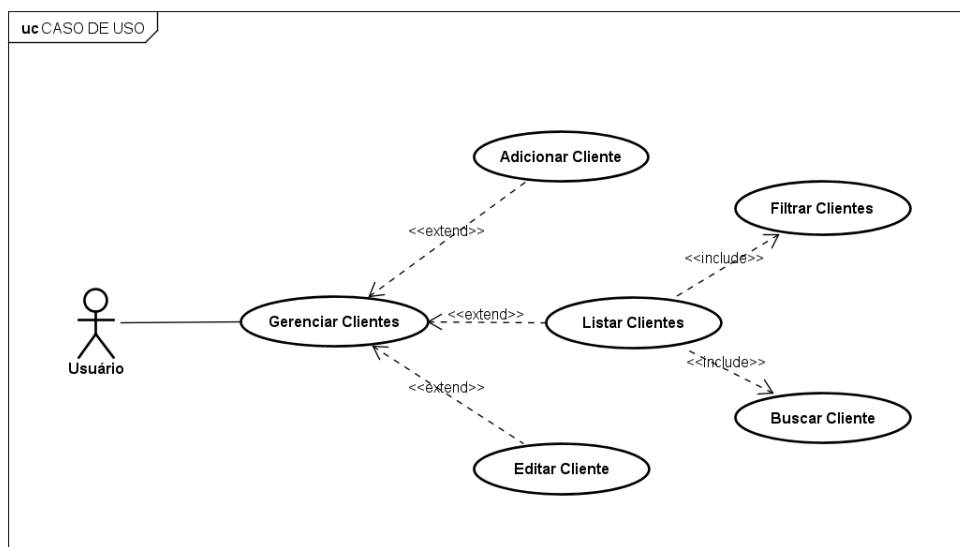 uc CASO DE USO
Adicionar Cliente
Filtrar Clientes
<<extend>>
<<include>>
Gerenciar Clientes
<<extend>>
Listar Clientes
Usuário
<<include>>
<<extend>>
Buscar Cliente
Editar Cliente